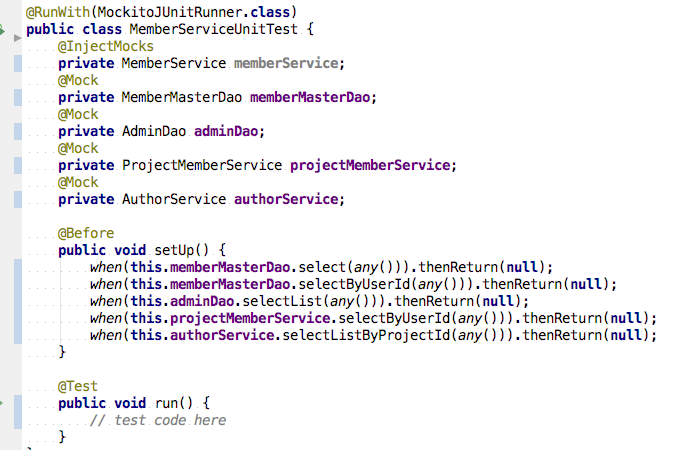 @RunWith(MockitoJUnitRunner.class)
public class MemberServiceUnitTest {
    @InjectMocks
    private MemberService memberService;
    @Mock
    private MemberMasterDao memberMasterDao;
    @Mock
    private AdminDao adminDao;
    @Mock
    private ProjectMemberService projectMemberService;
    @Mock
    private AuthorService authorService;

    @Before
    public void setUp() {
        when(this.memberMasterDao.select(any())).thenReturn(null);
        when(this.memberMasterDao.selectByUserId(any())).thenReturn(null);
        when(this.adminDao.selectList(any())).thenReturn(null);
        when(this.projectMemberService.selectByUserId(any())).thenReturn(null);
        when(this.authorService.selectListByProjectId(any())).thenReturn(null);
    }

    @Test
    public void run() {
        // test code here
    }
}